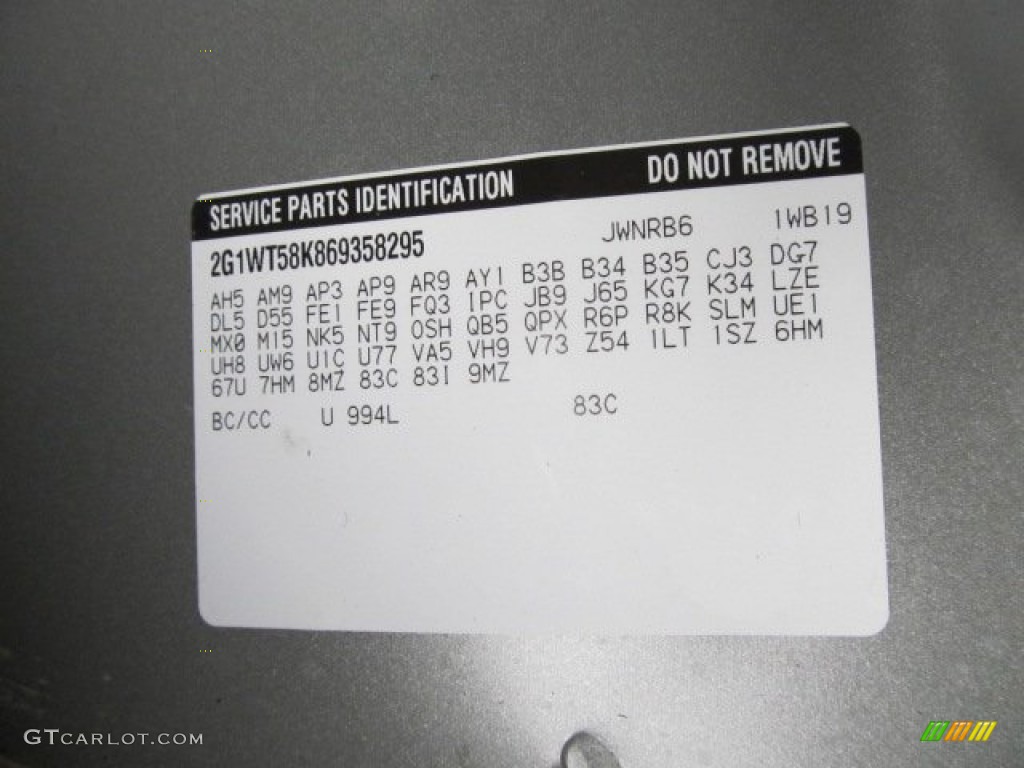 SERVICE PARTS IDENTIFICATION DO NOT REMOVE
2G1WT58K869358295 JWNRB6 1WB19
AH5 AM9 AP3 AP9 AR9 AY1 B3B B34 B35 CJ3 DG7
DL5 D55 FE1 FE9 FQ3 1PC JB9 J65 KG7 K34 LZE
MX0 M15 NK5 NT9 OSH QB5 QPX R6P R8K SLM UE1
UH8 UW6 U1C U77 VA5 VH9 V73 Z54 1LT 1SZ 6HM
67U 7HM 8MZ 83C 831 9MZ
BC/CC U 994L 83C
GTCARLOT.COM